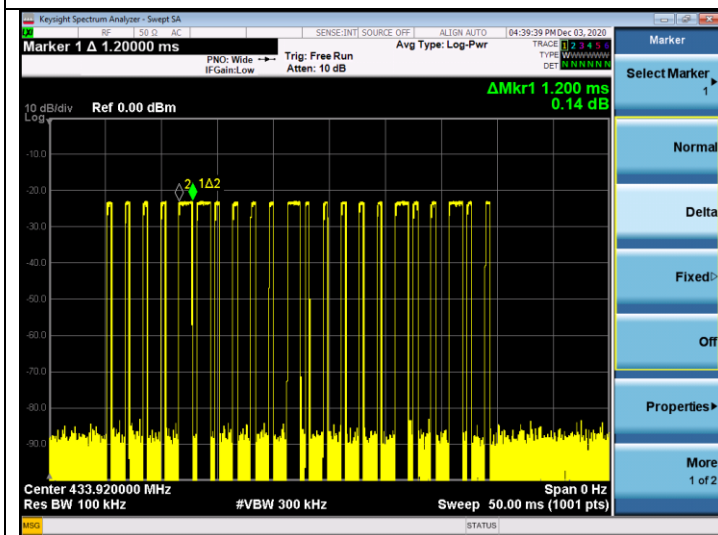 Keysight Spectrum Analyzer - Swept SA
LXI RF 50 Ω AC SENSE:INT SOURCE OFF ALIGN AUTO 04:39:39 PM Dec 03, 2020
Marker 1 Δ 1.20000 ms
PNO: Wide
IFGain:Low
Trig: Free Run
Atten: 10 dB
Avg Type: Log-Pwr
TRACE 1 2 3 4 5 6
TYPE WWWWWW
DET N N N N N N
ΔMkr1 1.200 ms
0.14 dB
10 dB/div Ref 0.00 dBm
Log
-10.0
-20.0
-30.0
-40.0
-50.0
-60.0
-70.0
-80.0
-90.0
2 1Δ2
Center 433.920000 MHz Span 0 Hz
Res BW 100 kHz #VBW 300 kHz Sweep 50.00 ms (1001 pts)
MSG STATUS
Marker
Select Marker
1
Normal
Delta
Fixed
Off
Properties
More
1 of 2